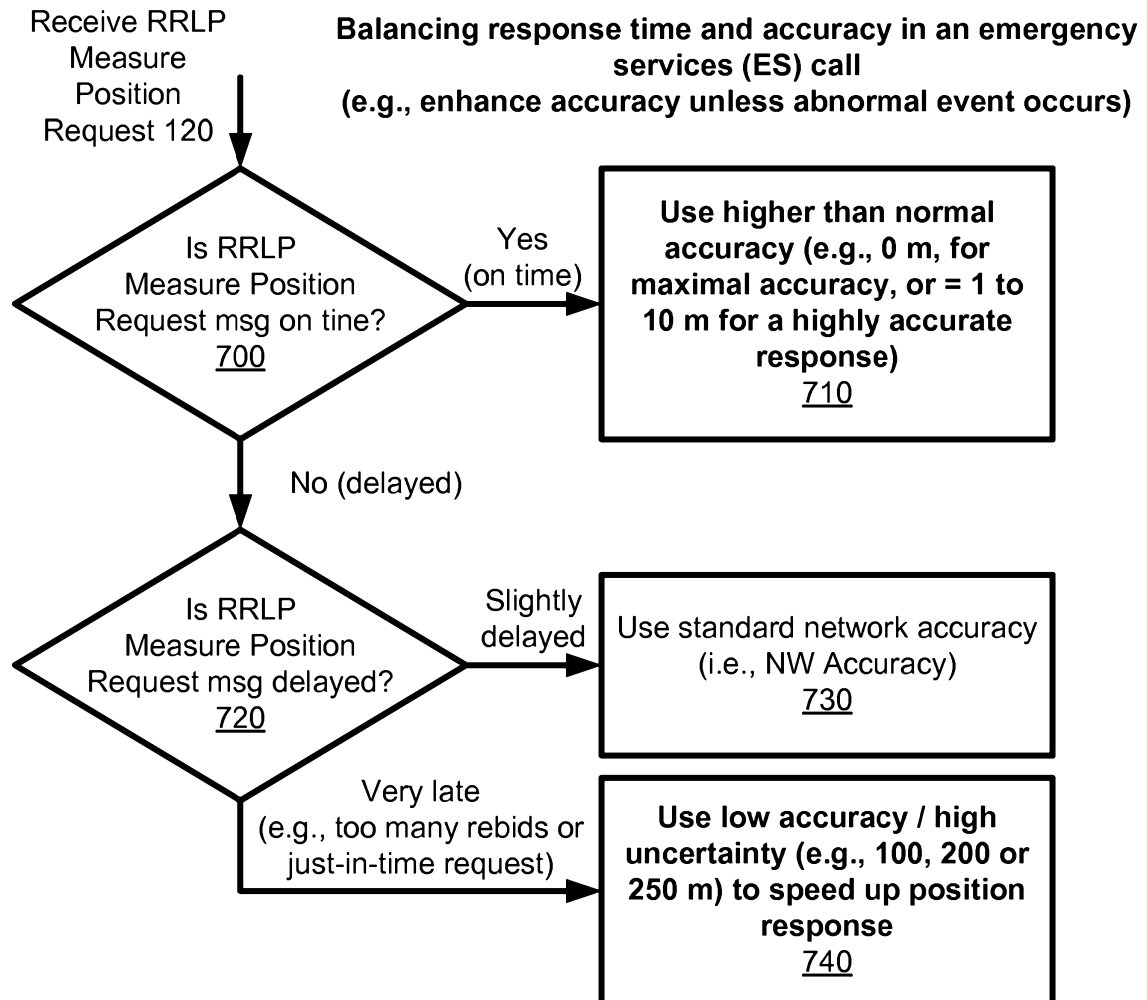 Receive RRLP
Measure
Position
Request 120
Balancing response time and accuracy in an emergency
services (ES) call
(e.g., enhance accuracy unless abnormal event occurs)
Is RRLP
Measure Position
Request msg on tine?
700
Yes
(on time)
Use higher than normal
accuracy (e.g., 0 m, for
maximal accuracy, or = 1 to
10 m for a highly accurate
response)
710
No (delayed)
Is RRLP
Measure Position
Request msg delayed?
720
Slightly
delayed
Use standard network accuracy
(i.e., NW Accuracy)
730
Very late
(e.g., too many rebids or
just-in-time request)
Use low accuracy / high
uncertainty (e.g., 100, 200 or
250 m) to speed up position
response
740